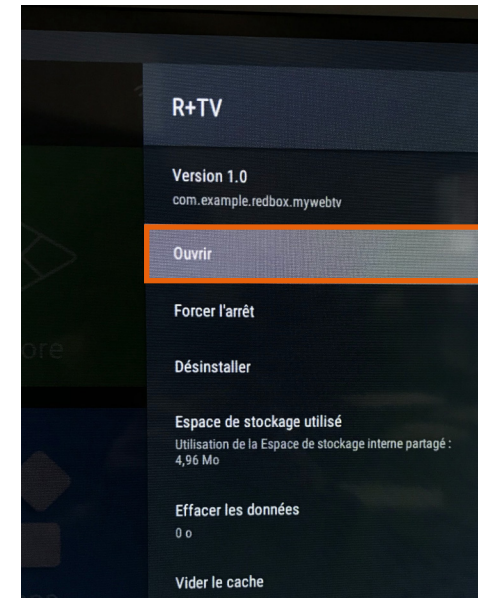 R+TV
Version 1.0
com.example.redbox.mywebtv
Ouvrir
Forcer l'arrêt
ore
Désinstaller
Espace de stockage utilisé
Utilisation de la Espace de stockage interne partagé :
4,96 Mo
Effacer les données
0 o
Vider le cache